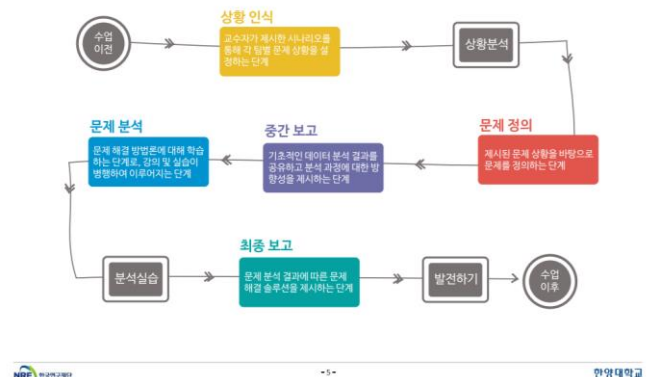 상황 인식
수업
이전
교수자가 제시한 시나리오를
통해 각 팀별 문제 상황을 설
정하는 단계
상황분석
문제 정의
제시된 문제 상황을 바탕으로
문제를 정의하는 단계
중간 보고
기초적인 데이터 분석 결과를
공유하고 분석 과정에 대한 방
향성을 제시하는 단계
문제 분석
문제 해결 방법론에 대해 학습
하는 단계로, 강의 및 실습이
병행하여 이루어지는 단계
분석실습
최종 보고
문제 분석 결과에 따른 문제
해결 솔루션을 제시하는 단계
발전하기
수업
이후
NRF 한국연구재단
-5-
한양대학교